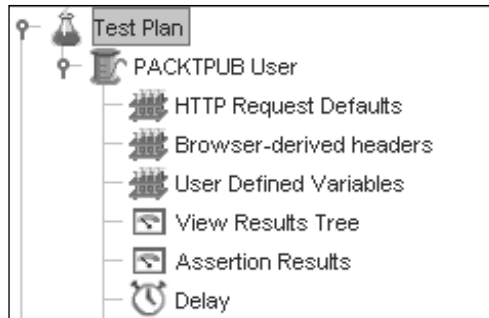 Test Plan
PACKTPUB User
HTTP Request Defaults
Browser-derived headers
User Defined Variables
View Results Tree
Assertion Results
Delay